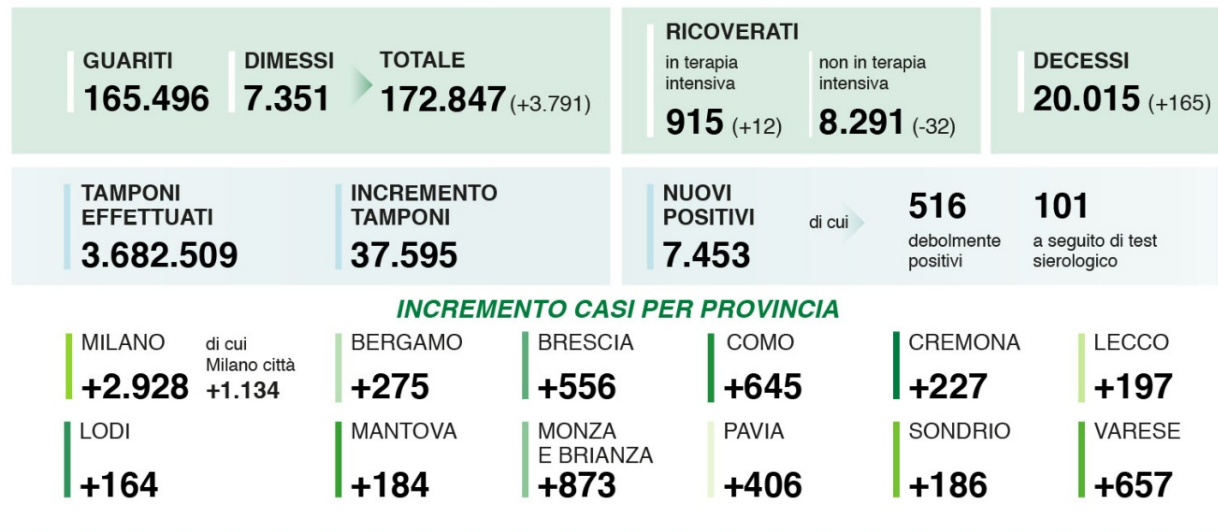 GUARITI
165.496
DIMESSI
7.351
TOTALE
172.847 (+3.791)
RICOVERATI
in terapia
intensiva
915 (+12)
non in terapia
intensiva
8.291 (-32)
DECESSI
20.015 (+165)
TAMPONI
EFFETTUATI
3.682.509
INCREMENTO
TAMPONI
37.595
NUOVI
POSITIVI
7.453
di cui
516
debolmente
positivi
101
a seguito di test
sierologico
INCREMENTO CASI PER PROVINCIA
MILANO
+2.928
di cui
Milano città
+1.134
BERGAMO
+275
BRESCIA
+556
COMO
+645
CREMONA
+227
LECCO
+197
LODI
+164
MANTOVA
+184
MONZA
E BRIANZA
+873
PAVIA
+406
SONDRIO
+186
VARESE
+657